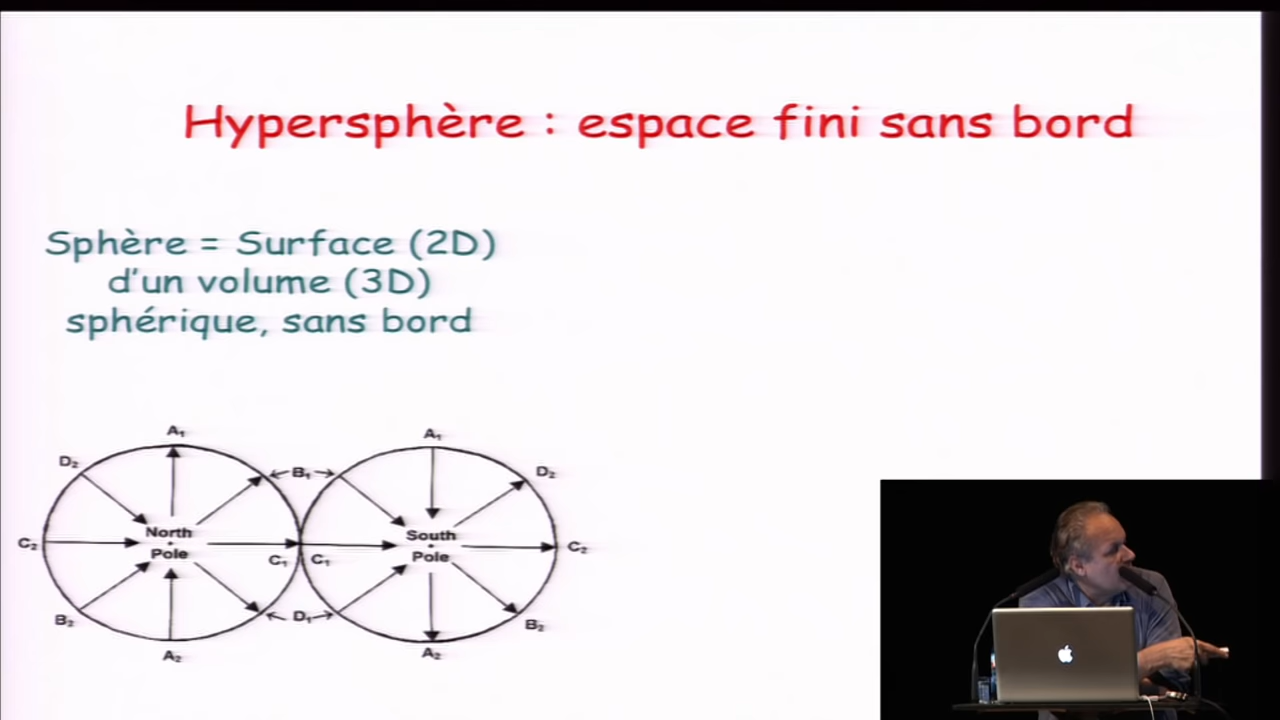 Hypersphère : espace fini sans bord
Sphère = Surface (2D)
d'un volume (3D)
sphérique, sans bord
A₁
A₁
D₂
B₁
D₂
North
Pole
South
Pole
C₂
C₁
C₁
C₂
B₂
D₁
B₂
A₂
A₂